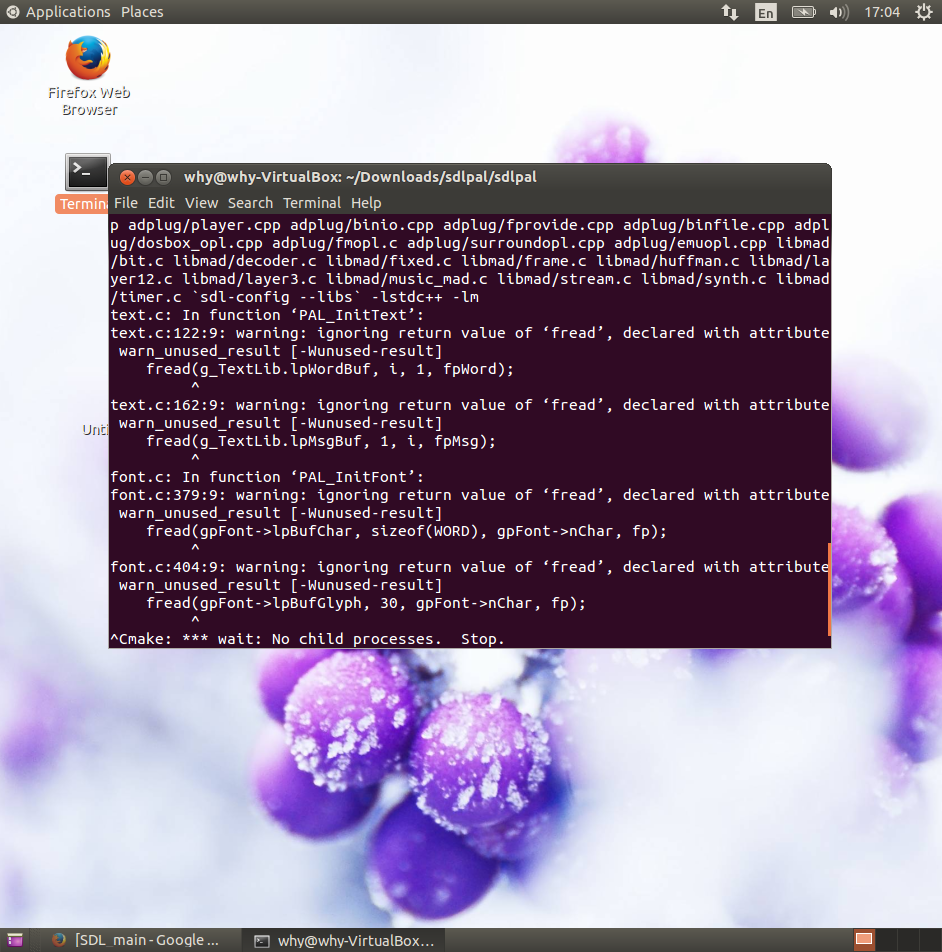 Applications Places
En
17:04
Firefox Web
Browser
why@why-VirtualBox: ~/Downloads/sdlpal/sdlpal
File Edit View Search Terminal Help
p adplug/player.cpp adplug/binio.cpp adplug/fprovide.cpp adplug/binfile.cpp adpl
ug/dosbox_opl.cpp adplug/fmopl.c adplug/surroundopl.cpp adplug/emuopl.cpp libmad
/bit.c libmad/decoder.c libmad/fixed.c libmad/frame.c libmad/huffman.c libmad/la
yer12.c libmad/layer3.c libmad/music_mad.c libmad/stream.c libmad/synth.c libmad
/timer.c `sdl-config --libs` -lstdc++ -lm
text.c: In function ‘PAL_InitText’:
text.c:122:9: warning: ignoring return value of ‘fread’, declared with attribute
warn_unused_result [-Wunused-result]
fread(g_TextLib.lpWordBuf, i, 1, fpWord);
^
text.c:162:9: warning: ignoring return value of ‘fread’, declared with attribute
warn_unused_result [-Wunused-result]
fread(g_TextLib.lpMsgBuf, 1, i, fpMsg);
^
font.c: In function ‘PAL_InitFont’:
font.c:379:9: warning: ignoring return value of ‘fread’, declared with attribute
warn_unused_result [-Wunused-result]
fread(gpFont->lpBufChar, sizeof(WORD), gpFont->nChar, fp);
^
font.c:404:9: warning: ignoring return value of ‘fread’, declared with attribute
warn_unused_result [-Wunused-result]
fread(gpFont->lpBufGlyph, 30, gpFont->nChar, fp);
^
^Cmake: *** wait: No child processes.  Stop.
Termina
Unti
[SDL_main - Google ...
why@why-VirtualBox...